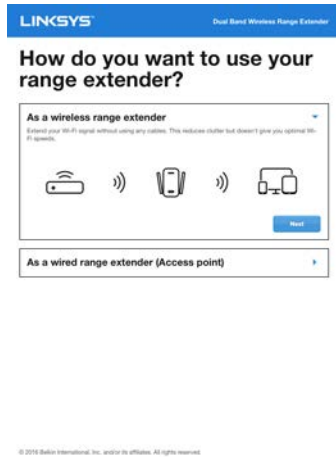 LINKSYS™
Dual Band Wireless Range Extender
How do you want to use your
range extender?
As a wireless range extender
Extend your Wi-Fi signal without using any cables. This reduces clutter but doesn't give you optimal Wi-
Fi speeds.
Next
As a wired range extender (Access point)
© 2016 Belkin International, Inc. and/or its affiliates. All rights reserved.